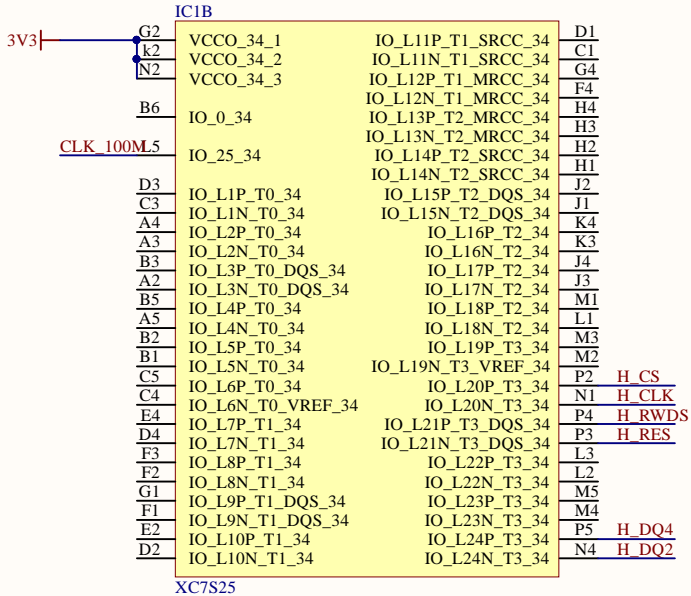 IC1B
3V3
G2 VCCO_34_1 IO_L11P_T1_SRCC_34 D1
k2 VCCO_34_2 IO_L11N_T1_SRCC_34 C1
N2 VCCO_34_3 IO_L12P_T1_MRCC_34 G4
IO_L12N_T1_MRCC_34 F4
B6 IO_0_34 IO_L13P_T2_MRCC_34 H4
IO_L13N_T2_MRCC_34 H3
CLK_100M L5 IO_25_34 IO_L14P_T2_SRCC_34 H2
IO_L14N_T2_SRCC_34 H1
D3 IO_L1P_T0_34 IO_L15P_T2_DQS_34 J2
C3 IO_L1N_T0_34 IO_L15N_T2_DQS_34 J1
A4 IO_L2P_T0_34 IO_L16P_T2_34 K4
A3 IO_L2N_T0_34 IO_L16N_T2_34 K3
B3 IO_L3P_T0_DQS_34 IO_L17P_T2_34 J4
A2 IO_L3N_T0_DQS_34 IO_L17N_T2_34 J3
B5 IO_L4P_T0_34 IO_L18P_T2_34 M1
A5 IO_L4N_T0_34 IO_L18N_T2_34 L1
B2 IO_L5P_T0_34 IO_L19P_T3_34 M3
B1 IO_L5N_T0_34 IO_L19N_T3_VREF_34 M2
C5 IO_L6P_T0_34 IO_L20P_T3_34 P2 H_CS
C4 IO_L6N_T0_VREF_34 IO_L20N_T3_34 N1 H_CLK
E4 IO_L7P_T1_34 IO_L21P_T3_DQS_34 P4 H_RWDS
D4 IO_L7N_T1_34 IO_L21N_T3_DQS_34 P3 H_RES
F3 IO_L8P_T1_34 IO_L22P_T3_34 L3
F2 IO_L8N_T1_34 IO_L22N_T3_34 L2
G1 IO_L9P_T1_DQS_34 IO_L23P_T3_34 M5
F1 IO_L9N_T1_DQS_34 IO_L23N_T3_34 M4
E2 IO_L10P_T1_34 IO_L24P_T3_34 P5 H_DQ4
D2 IO_L10N_T1_34 IO_L24N_T3_34 N4 H_DQ2
XC7S25